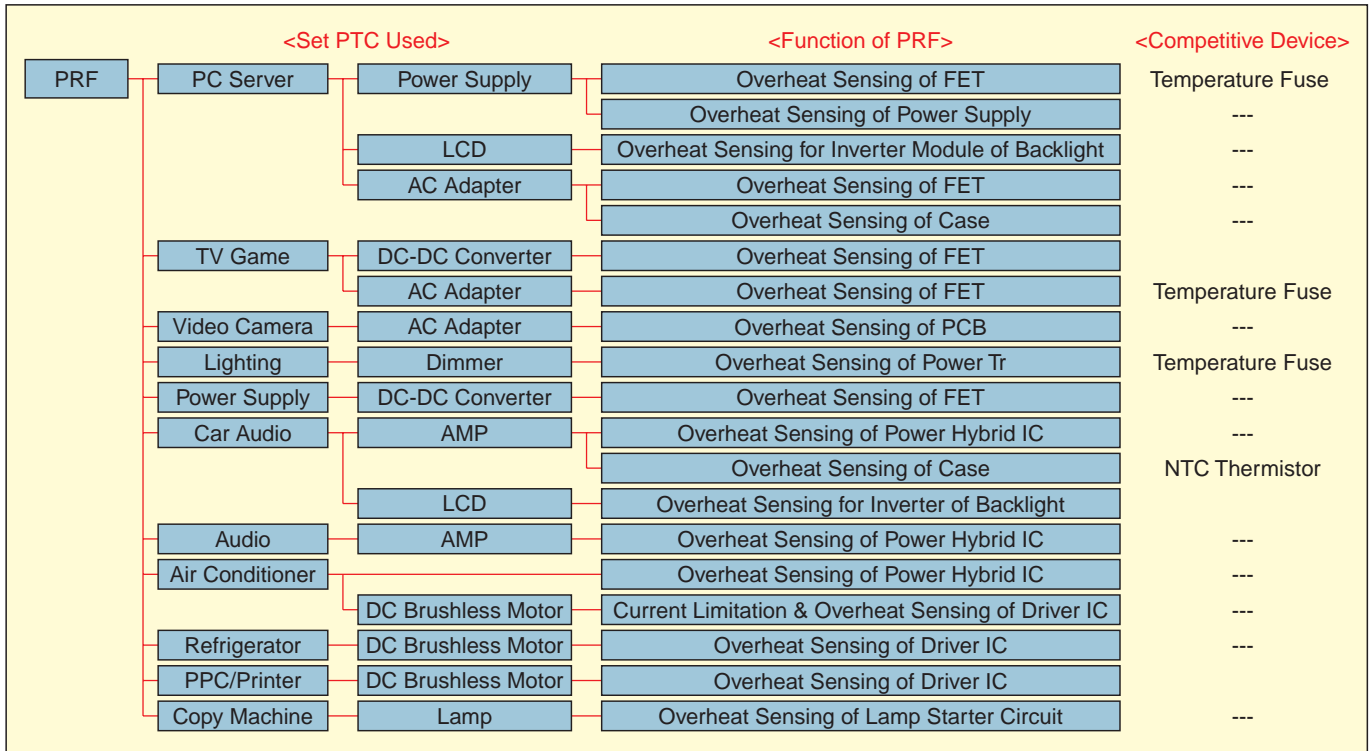 <Set PTC Used> <Function of PRF> <Competitive Device>
PRF PC Server Power Supply Overheat Sensing of FET Temperature Fuse
Overheat Sensing of Power Supply ---
LCD Overheat Sensing for Inverter Module of Backlight ---
AC Adapter Overheat Sensing of FET ---
Overheat Sensing of Case ---
TV Game DC-DC Converter Overheat Sensing of FET
AC Adapter Overheat Sensing of FET Temperature Fuse
Video Camera AC Adapter Overheat Sensing of PCB ---
Lighting Dimmer Overheat Sensing of Power Tr Temperature Fuse
Power Supply DC-DC Converter Overheat Sensing of FET ---
Car Audio AMP Overheat Sensing of Power Hybrid IC ---
Overheat Sensing of Case NTC Thermistor
LCD Overheat Sensing for Inverter of Backlight
Audio AMP Overheat Sensing of Power Hybrid IC ---
Air Conditioner Overheat Sensing of Power Hybrid IC ---
DC Brushless Motor Current Limitation & Overheat Sensing of Driver IC ---
Refrigerator DC Brushless Motor Overheat Sensing of Driver IC ---
PPC/Printer DC Brushless Motor Overheat Sensing of Driver IC
Copy Machine Lamp Overheat Sensing of Lamp Starter Circuit ---